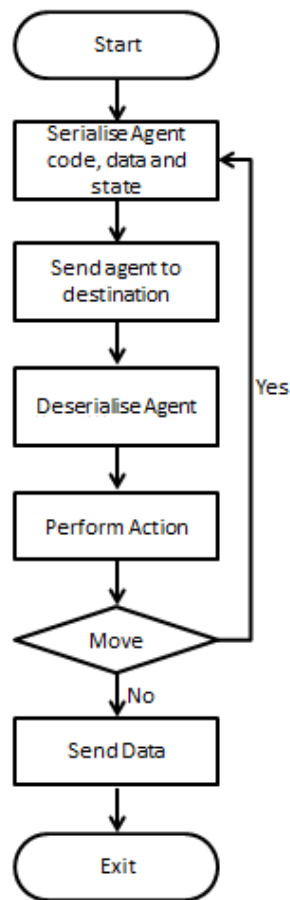 Start
Serialise Agent
code, data and
state
Send agent to
destination
Deserialise Agent
Yes
Perform Action
Move
No
Send Data
Exit